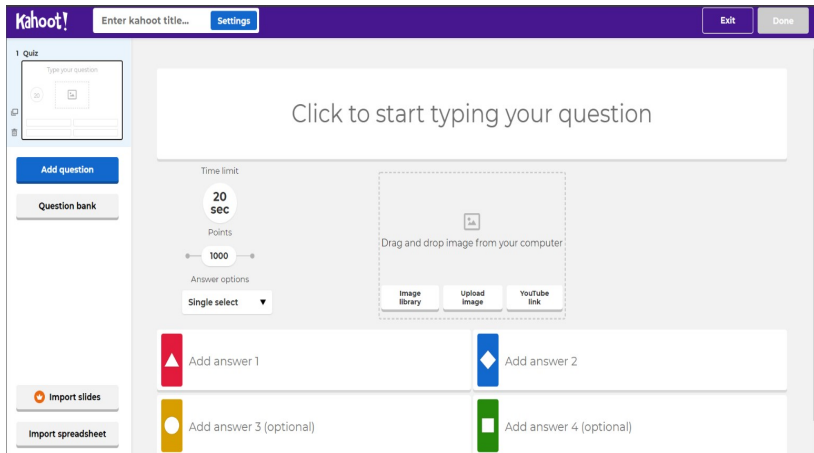 Kahoot!
Enter kahoot title...
Settings
Exit
Done
1 Quiz
Type your question
20
Add question
Question bank
Import slides
Import spreadsheet
Click to start typing your question
Time limit
20
sec
Points
1000
Answer options
Single select
Drag and drop image from your computer
Image
library
Upload
image
YouTube
link
Add answer 1
Add answer 2
Add answer 3 (optional)
Add answer 4 (optional)